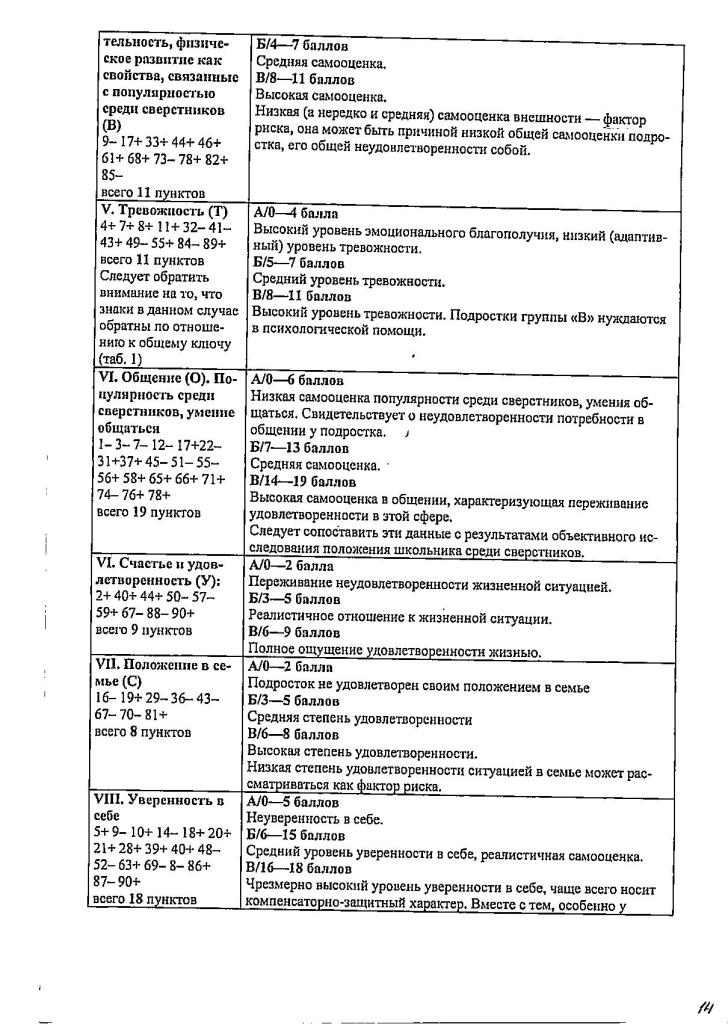 тельность, физиче-
ское развитие как
свойства, связанные
с популярностью
среди сверстников
(В)
9– 17+ 33+ 44+ 46+
61+ 68+ 73– 78+ 82+
85–
всего 11 пунктов
Б/4—7 баллов
Средняя самооценка.
В/8—11 баллов
Высокая самооценка.
Низкая (а нередко и средняя) самооценка внешности — фактор
риска, она может быть причиной низкой общей самооценки подро-
стка, его общей неудовлетворенности собой.
V. Тревожность (Т)
4+ 7+ 8+ 11+ 32– 41–
43+ 49– 55+ 84– 89+
всего 11 пунктов
Следует обратить
внимание на то, что
знаки в данном случае
обратны по отноше-
нию к общему ключу
(таб. 1)
А/0—4 балла
Высокий уровень эмоционального благополучия, низкий (адаптив-
ный) уровень тревожности.
Б/5—7 баллов
Средний уровень тревожности.
В/8—11 баллов
Высокий уровень тревожности. Подростки группы «В» нуждаются
в психологической помощи.
VI. Общение (О). По-
пулярность среди
сверстников, умение
общаться
1– 3– 7– 12– 17+22–
31+37+ 45– 51– 55–
56+ 58+ 65+ 66+ 71+
74– 76+ 78+
всего 19 пунктов
А/0—6 баллов
Низкая самооценка популярности среди сверстников, умения об-
щаться. Свидетельствует о неудовлетворенности потребности в
общении у подростка.
Б/7—13 баллов
Средняя самооценка.
В/14—19 баллов
Высокая самооценка в общении, характеризующая переживание
удовлетворенности в этой сфере.
Следует сопоставить эти данные с результатами объективного ис-
следования положения школьника среди сверстников.
VI. Счастье и удов-
летворенность (У):
2+ 40+ 44+ 50– 57–
59+ 67– 88– 90+
всего 9 пунктов
А/0—2 балла
Переживание неудовлетворенности жизненной ситуацией.
Б/3—5 баллов
Реалистичное отношение к жизненной ситуации.
В/6—9 баллов
Полное ощущение удовлетворенности жизнью.
VII. Положение в се-
мье (С)
16– 19+ 29– 36– 43–
67– 70– 81+
всего 8 пунктов
А/0—2 балла
Подросток не удовлетворен своим положением в семье
Б/3—5 баллов
Средняя степень удовлетворенности
В/6—8 баллов
Высокая степень удовлетворенности.
Низкая степень удовлетворенности ситуацией в семье может рас-
сматриваться как фактор риска.
VIII. Уверенность в
себе
5+ 9– 10+ 14– 18+ 20+
21+ 28+ 39+ 40+ 48–
52– 63+ 69– 8– 86+
87– 90+
всего 18 пунктов
А/0—5 баллов
Неуверенность в себе.
Б/6—15 баллов
Средний уровень уверенности в себе, реалистичная самооценка.
В/16—18 баллов
Чрезмерно высокий уровень уверенности в себе, чаще всего носит
компенсаторно-защитный характер. Вместе с тем, особенно у
14